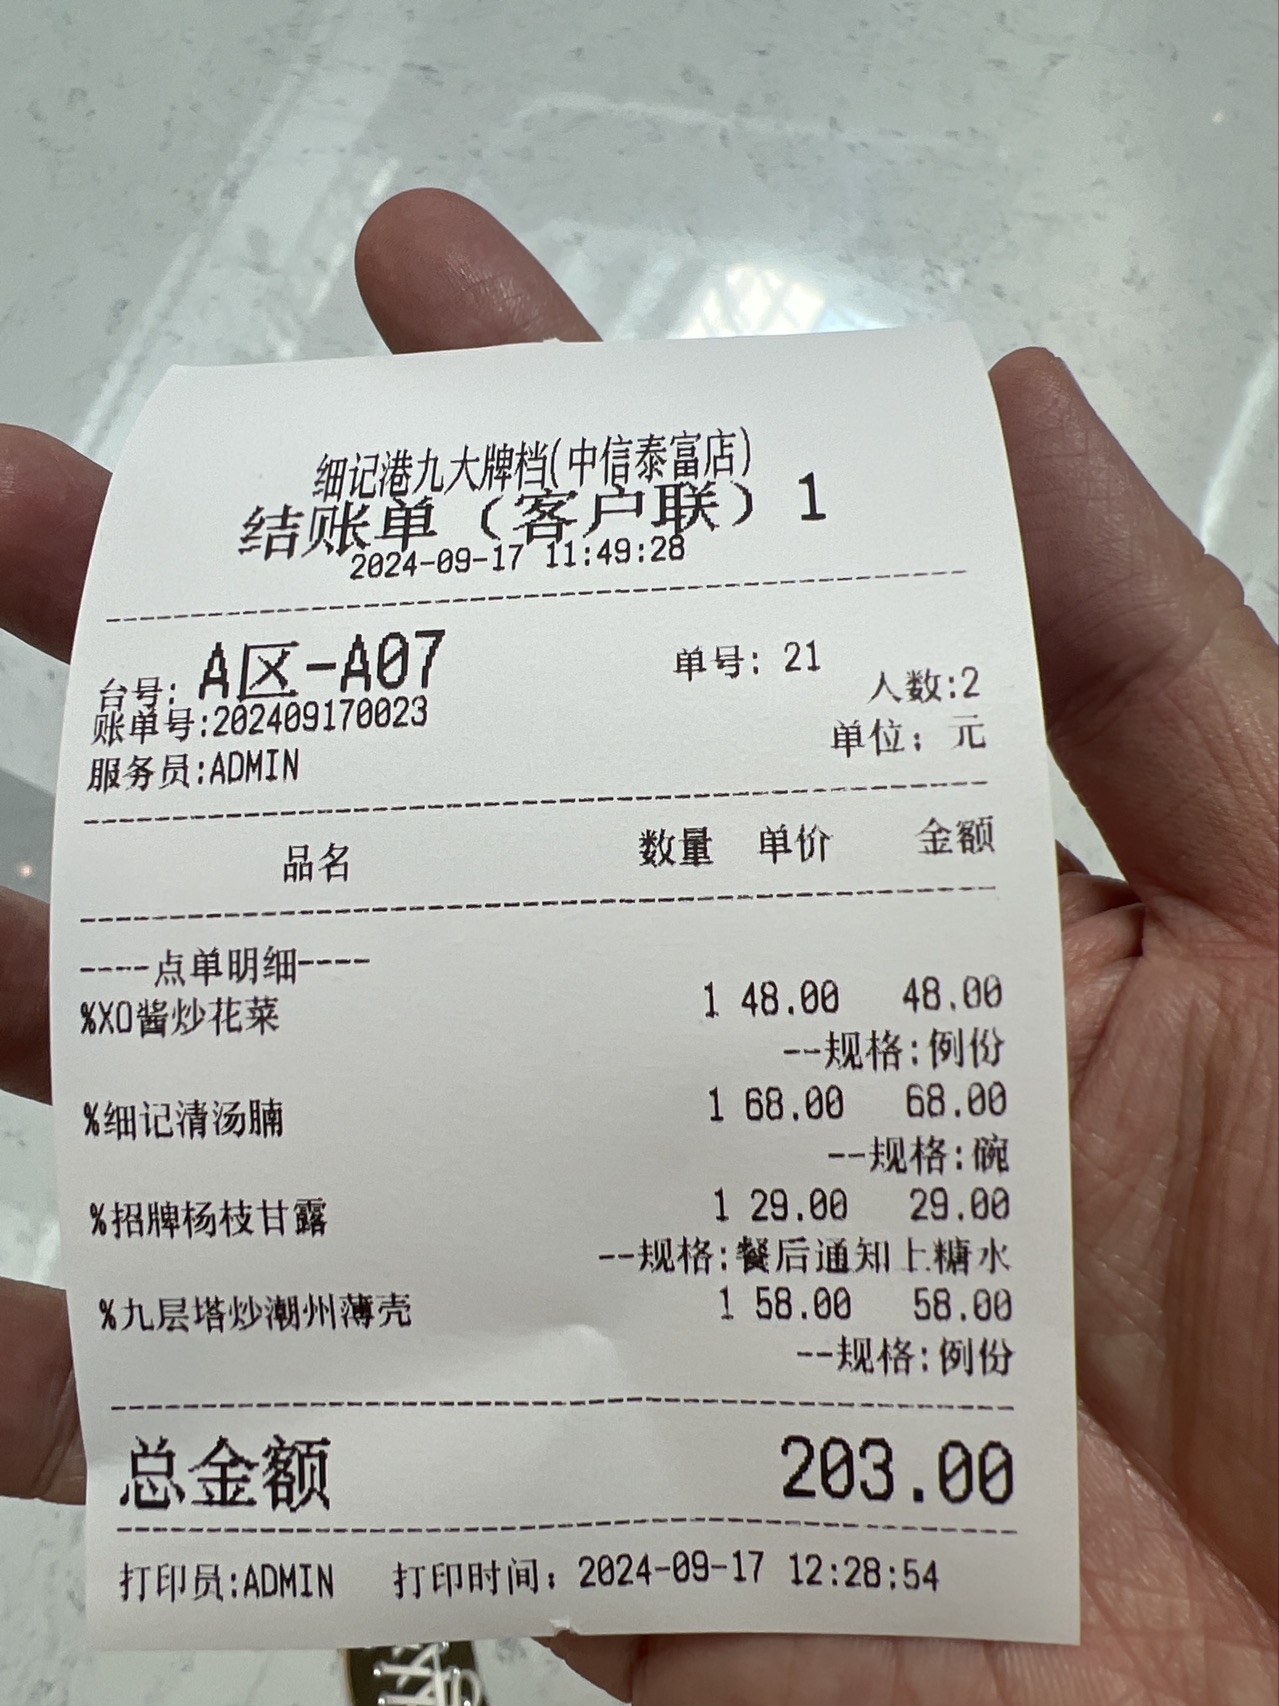 细记港九大牌档(中信泰富店)
结账单（客户联）1
2024-09-17 11:49:28
台号: A区-A07 单号: 21
人数:2
账单号:202409170023
单位：元
服务员:ADMIN
品名 数量 单价 金额
----点单明细----
%XO酱炒花菜 1 48.00 48.00
--规格:例份
%细记清汤腩 1 68.00 68.00
--规格:碗
%招牌杨枝甘露 1 29.00 29.00
--规格:餐后通知上糖水
%九层塔炒潮州薄壳 1 58.00 58.00
--规格:例份
总金额 203.00
打印员:ADMIN 打印时间：2024-09-17 12:28:54